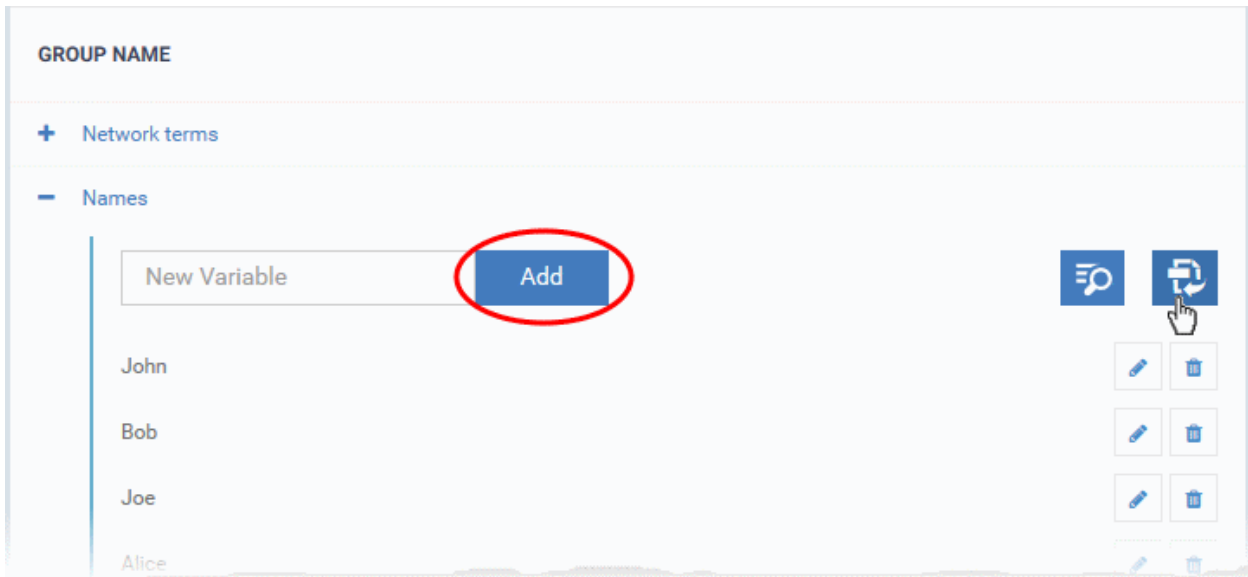 GROUP NAME
Network terms
Names
New Variable Add
John
Bob
Joe
Alice